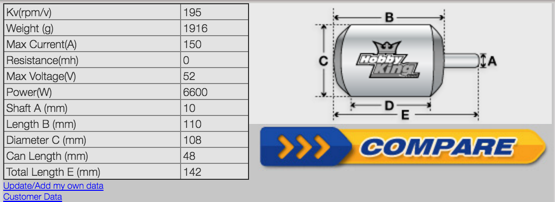 Kv(rpm/v) 195
Weight (g) 1916
Max Current(A) 150
Resistance(mh) 0
Max Voltage(V) 52
Power(W) 6600
Shaft A (mm) 10
Length B (mm) 110
Diameter C (mm) 108
Can Length (mm) 48
Total Length E (mm) 142
Update/Add my own data
Customer Data
B
C
A
Hobby
King
D
E
COMPARE